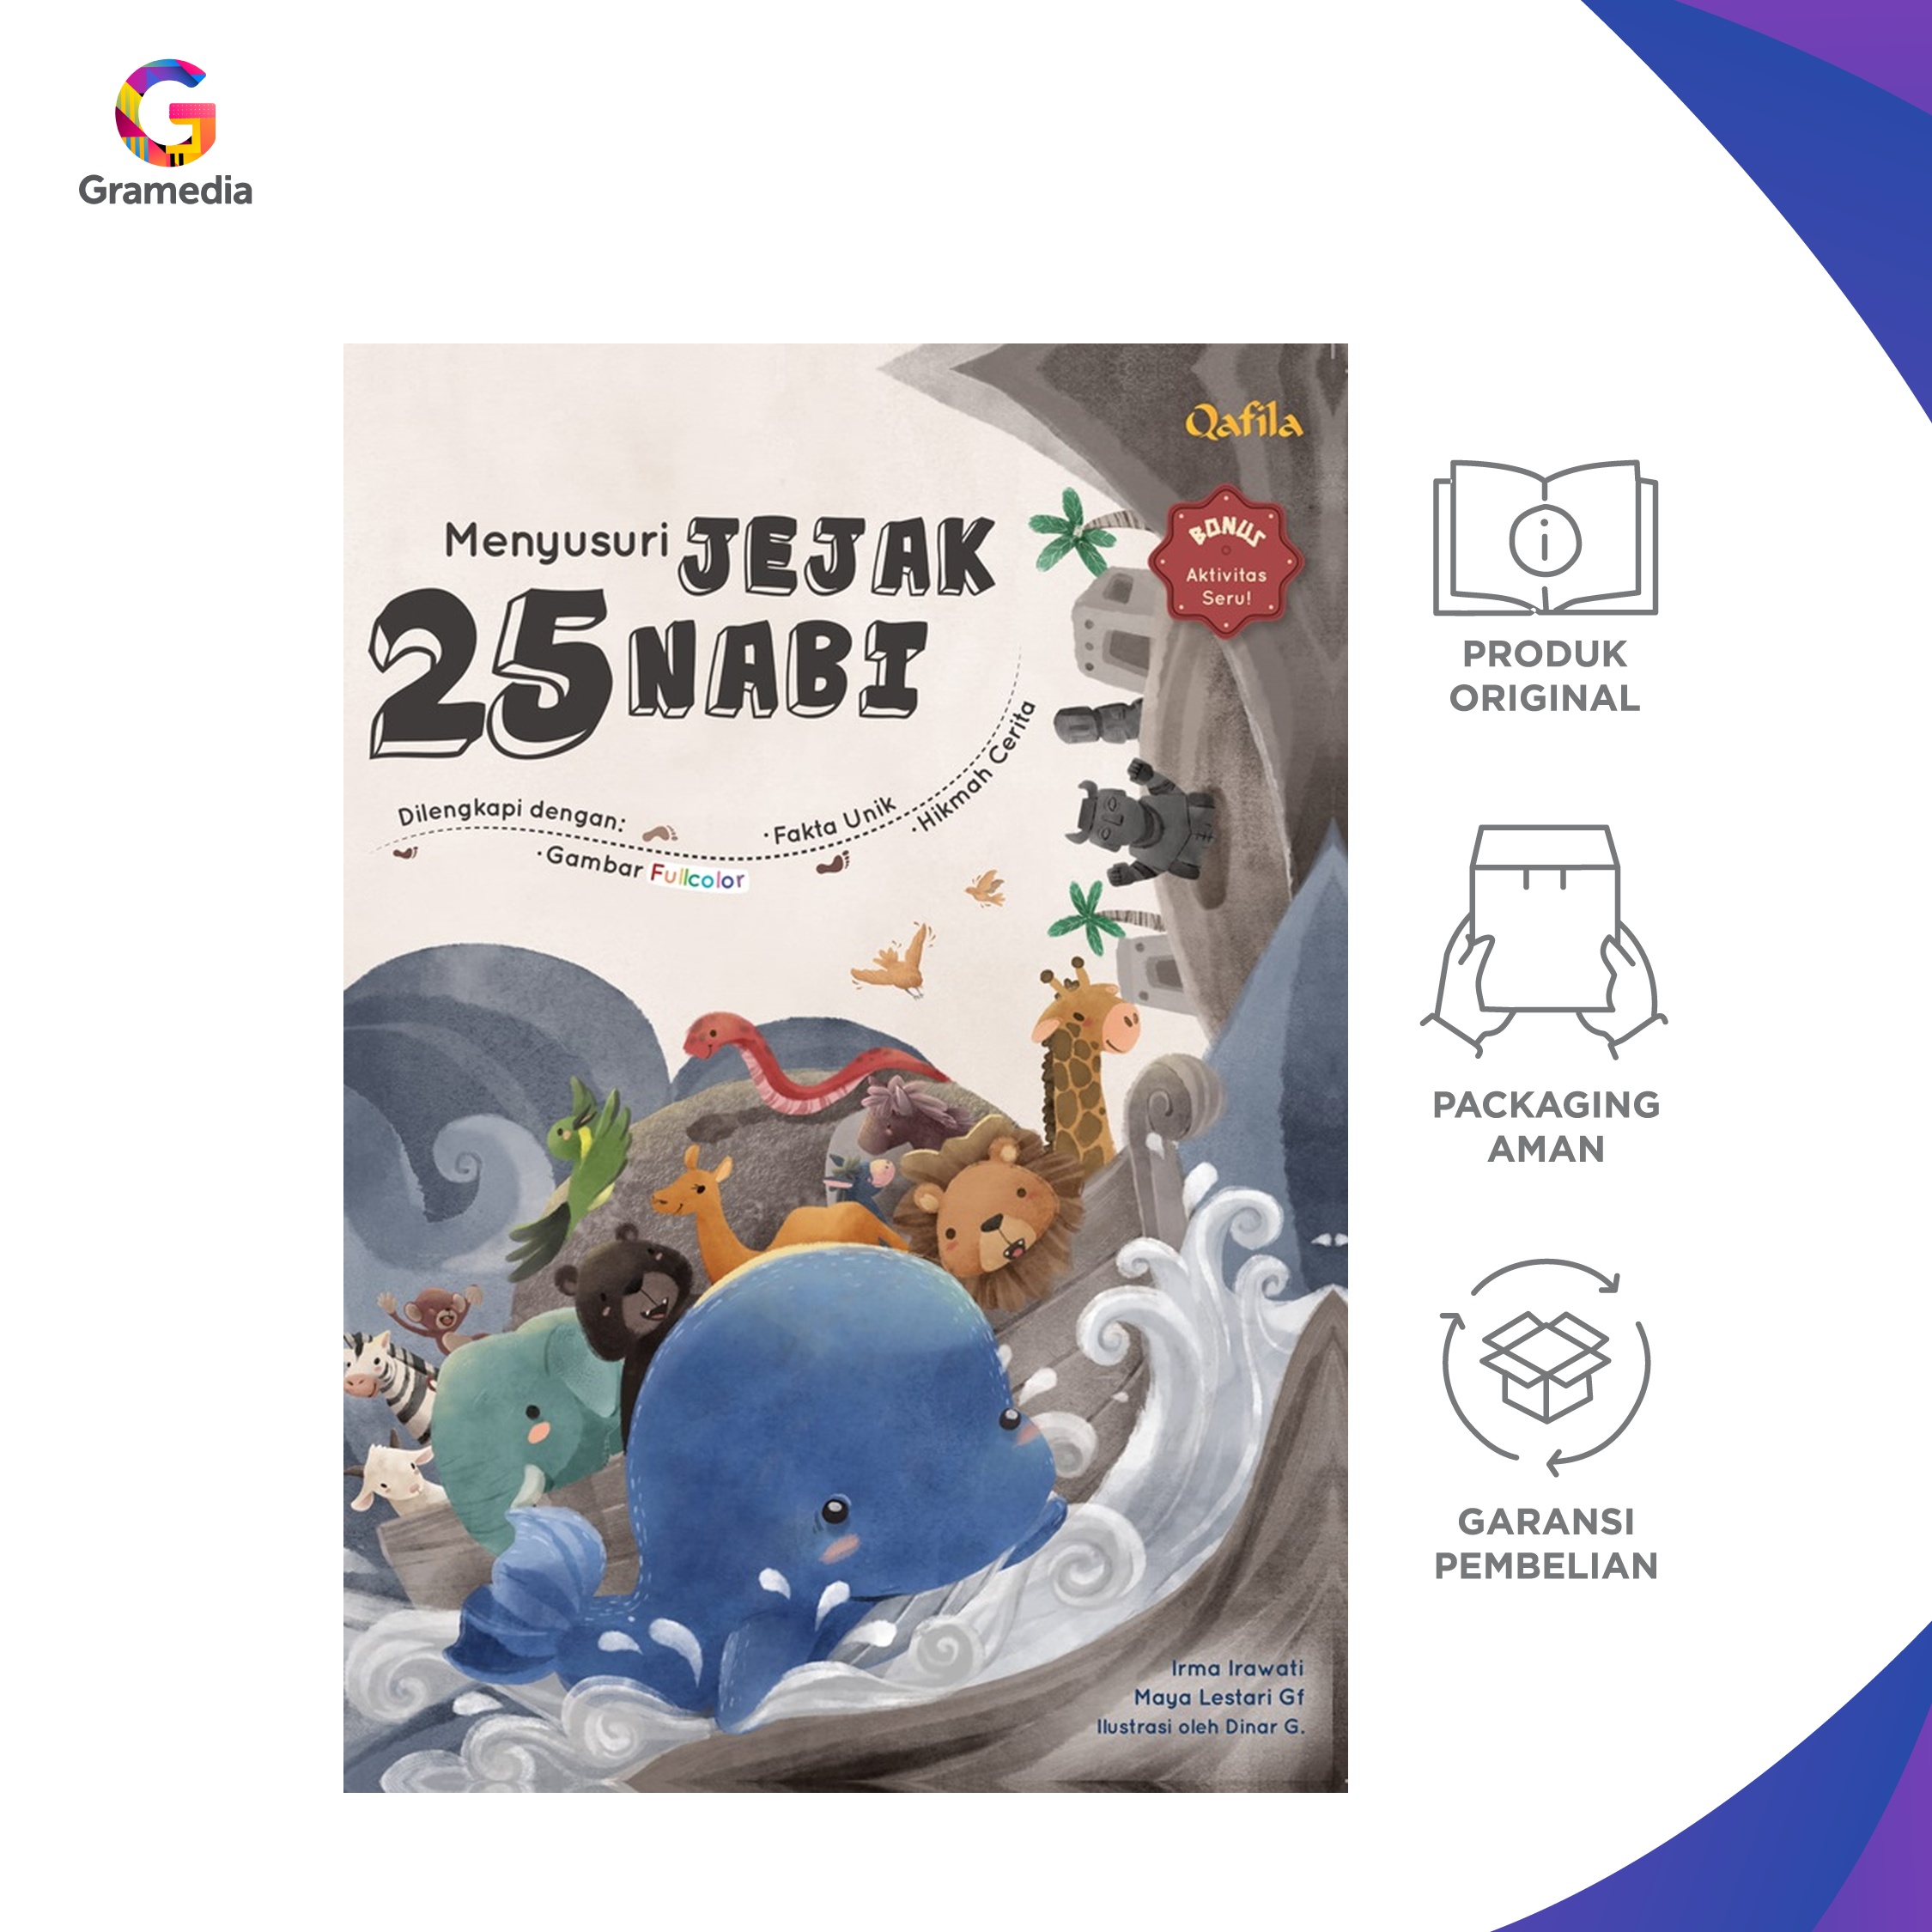 Gramedia
Qafila
Menyusuri JEJAK
25 NABI
BONUS
Aktivitas
Seru!
Dilengkapi dengan:
·Gambar Fullcolor
·Fakta Unik
·Hikmah Cerita
Irma Irawati
Maya Lestari Gf
Ilustrasi oleh Dinar G.
PRODUK
ORIGINAL
PACKAGING
AMAN
GARANSI
PEMBELIAN